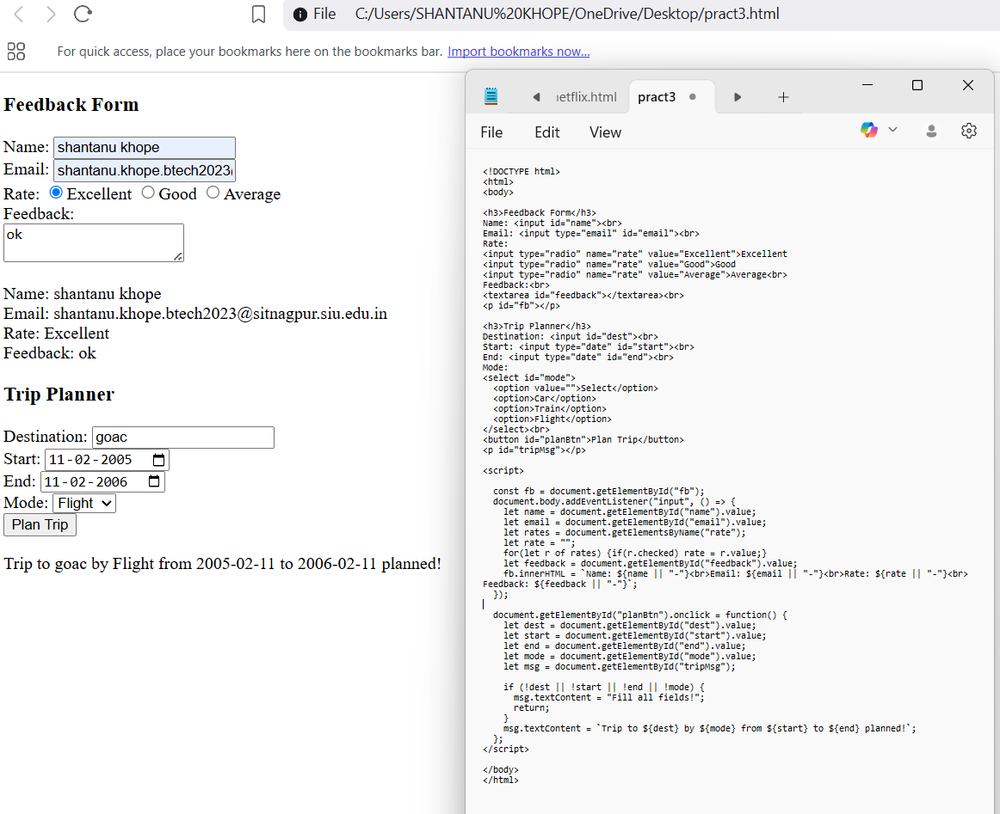 File C:/Users/SHANTANU%20KHOPE/OneDrive/Desktop/pract3.html
For quick access, place your bookmarks here on the bookmarks bar. Import bookmarks now...
Feedback Form
Name: shantanu khope
Email: shantanu.khope.btech2023
Rate: Excellent Good Average
Feedback:
ok
Name: shantanu khope
Email: shantanu.khope.btech2023@sitnagpur.siu.edu.in
Rate: Excellent
Feedback: ok
Trip Planner
Destination: goac
Start: 11-02-2005
End: 11-02-2006
Mode: Flight
Plan Trip
Trip to goac by Flight from 2005-02-11 to 2006-02-11 planned!
netflix.html pract3
File Edit View
<!DOCTYPE html>
<html>
<body>
<h3>Feedback Form</h3>
Name: <input id="name"><br>
Email: <input type="email" id="email"><br>
Rate:
<input type="radio" name="rate" value="Excellent">Excellent
<input type="radio" name="rate" value="Good">Good
<input type="radio" name="rate" value="Average">Average<br>
Feedback:<br>
<textarea id="feedback"></textarea><br>
<p id="fb"></p>
<h3>Trip Planner</h3>
Destination: <input id="dest"><br>
Start: <input type="date" id="start"><br>
End: <input type="date" id="end"><br>
Mode:
<select id="mode">
<option value="">Select</option>
<option>Car</option>
<option>Train</option>
<option>Flight</option>
</select><br>
<button id="planBtn">Plan Trip</button>
<p id="tripMsg"></p>
<script>
const fb = document.getElementById("fb");
document.body.addEventListener("input", () => {
let name = document.getElementById("name").value;
let email = document.getElementById("email").value;
let rates = document.getElementsByName("rate");
let rate = "";
for(let r of rates) {if(r.checked) rate = r.value;}
let feedback = document.getElementById("feedback").value;
fb.innerHTML = `Name: ${name || "-"}<br>Email: ${email || "-"}<br>Rate: ${rate || "-"}<br>
Feedback: ${feedback || "-"}`;
});
document.getElementById("planBtn").onclick = function() {
let dest = document.getElementById("dest").value;
let start = document.getElementById("start").value;
let end = document.getElementById("end").value;
let mode = document.getElementById("mode").value;
let msg = document.getElementById("tripMsg");
if (!dest || !start || !end || !mode) {
msg.textContent = "Fill all fields!";
return;
}
msg.textContent = `Trip to ${dest} by ${mode} from ${start} to ${end} planned!`;
};
</script>
</body>
</html>